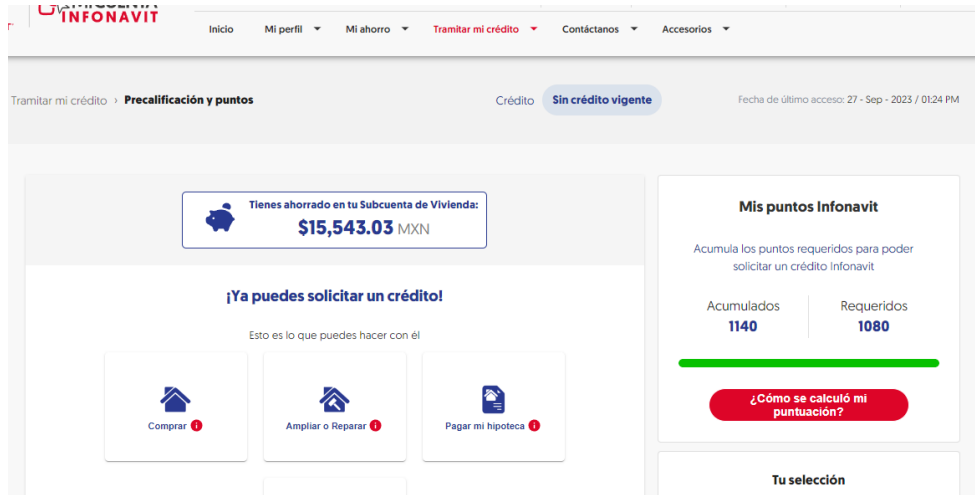 MI CUENTA
INFONAVIT
Inicio
Mi perfil
Mi ahorro
Tramitar mi crédito
Contáctanos
Accesorios
Tramitar mi crédito > Precalificación y puntos
Crédito Sin crédito vigente
Fecha de último acceso: 27 - Sep - 2023 / 01:24 PM
Tienes ahorrado en tu Subcuenta de Vivienda:
$15,543.03 MXN
¡Ya puedes solicitar un crédito!
Esto es lo que puedes hacer con él
Comprar i
Ampliar o Reparar i
Pagar mi hipoteca i
Mis puntos Infonavit
Acumula los puntos requeridos para poder
solicitar un crédito Infonavit
Acumulados
1140
Requeridos
1080
¿Cómo se calculó mi
puntuación?
Tu selección